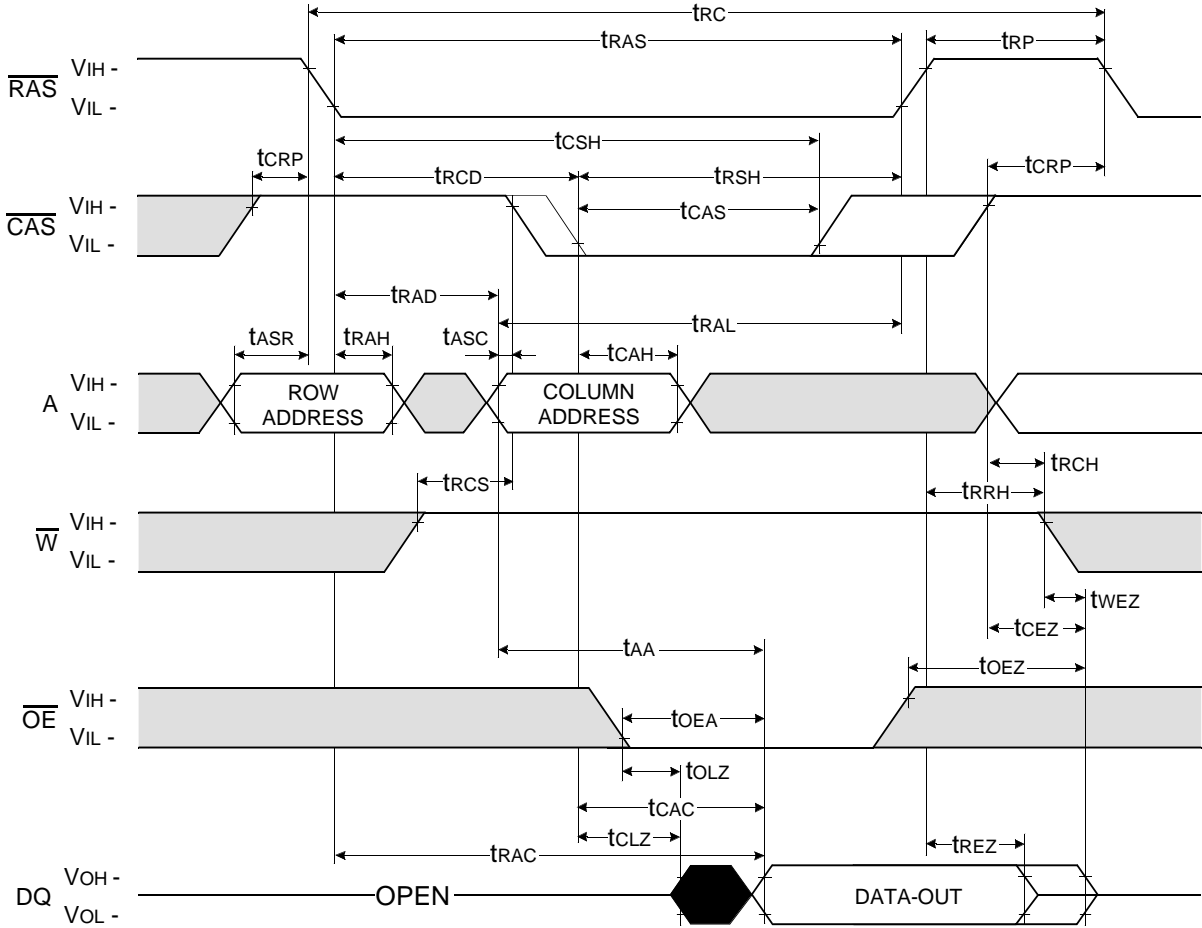 tRC
tRAS
tRP
RAS
VIH -
VIL -
tCSH
tCRP
tRCD
tRSH
tCRP
CAS
VIH -
VIL -
tCAS
tRAD
tRAL
tASR
tRAH
tASC
tCAH
A
VIH -
VIL -
ROW
ADDRESS
COLUMN
ADDRESS
tRCH
tRCS
tRRH
W
VIH -
VIL -
tWEZ
tCEZ
tAA
tOEZ
OE
VIH -
VIL -
tOEA
tOLZ
tCAC
tCLZ
tREZ
tRAC
DQ
VOH -
VOL -
OPEN
DATA-OUT